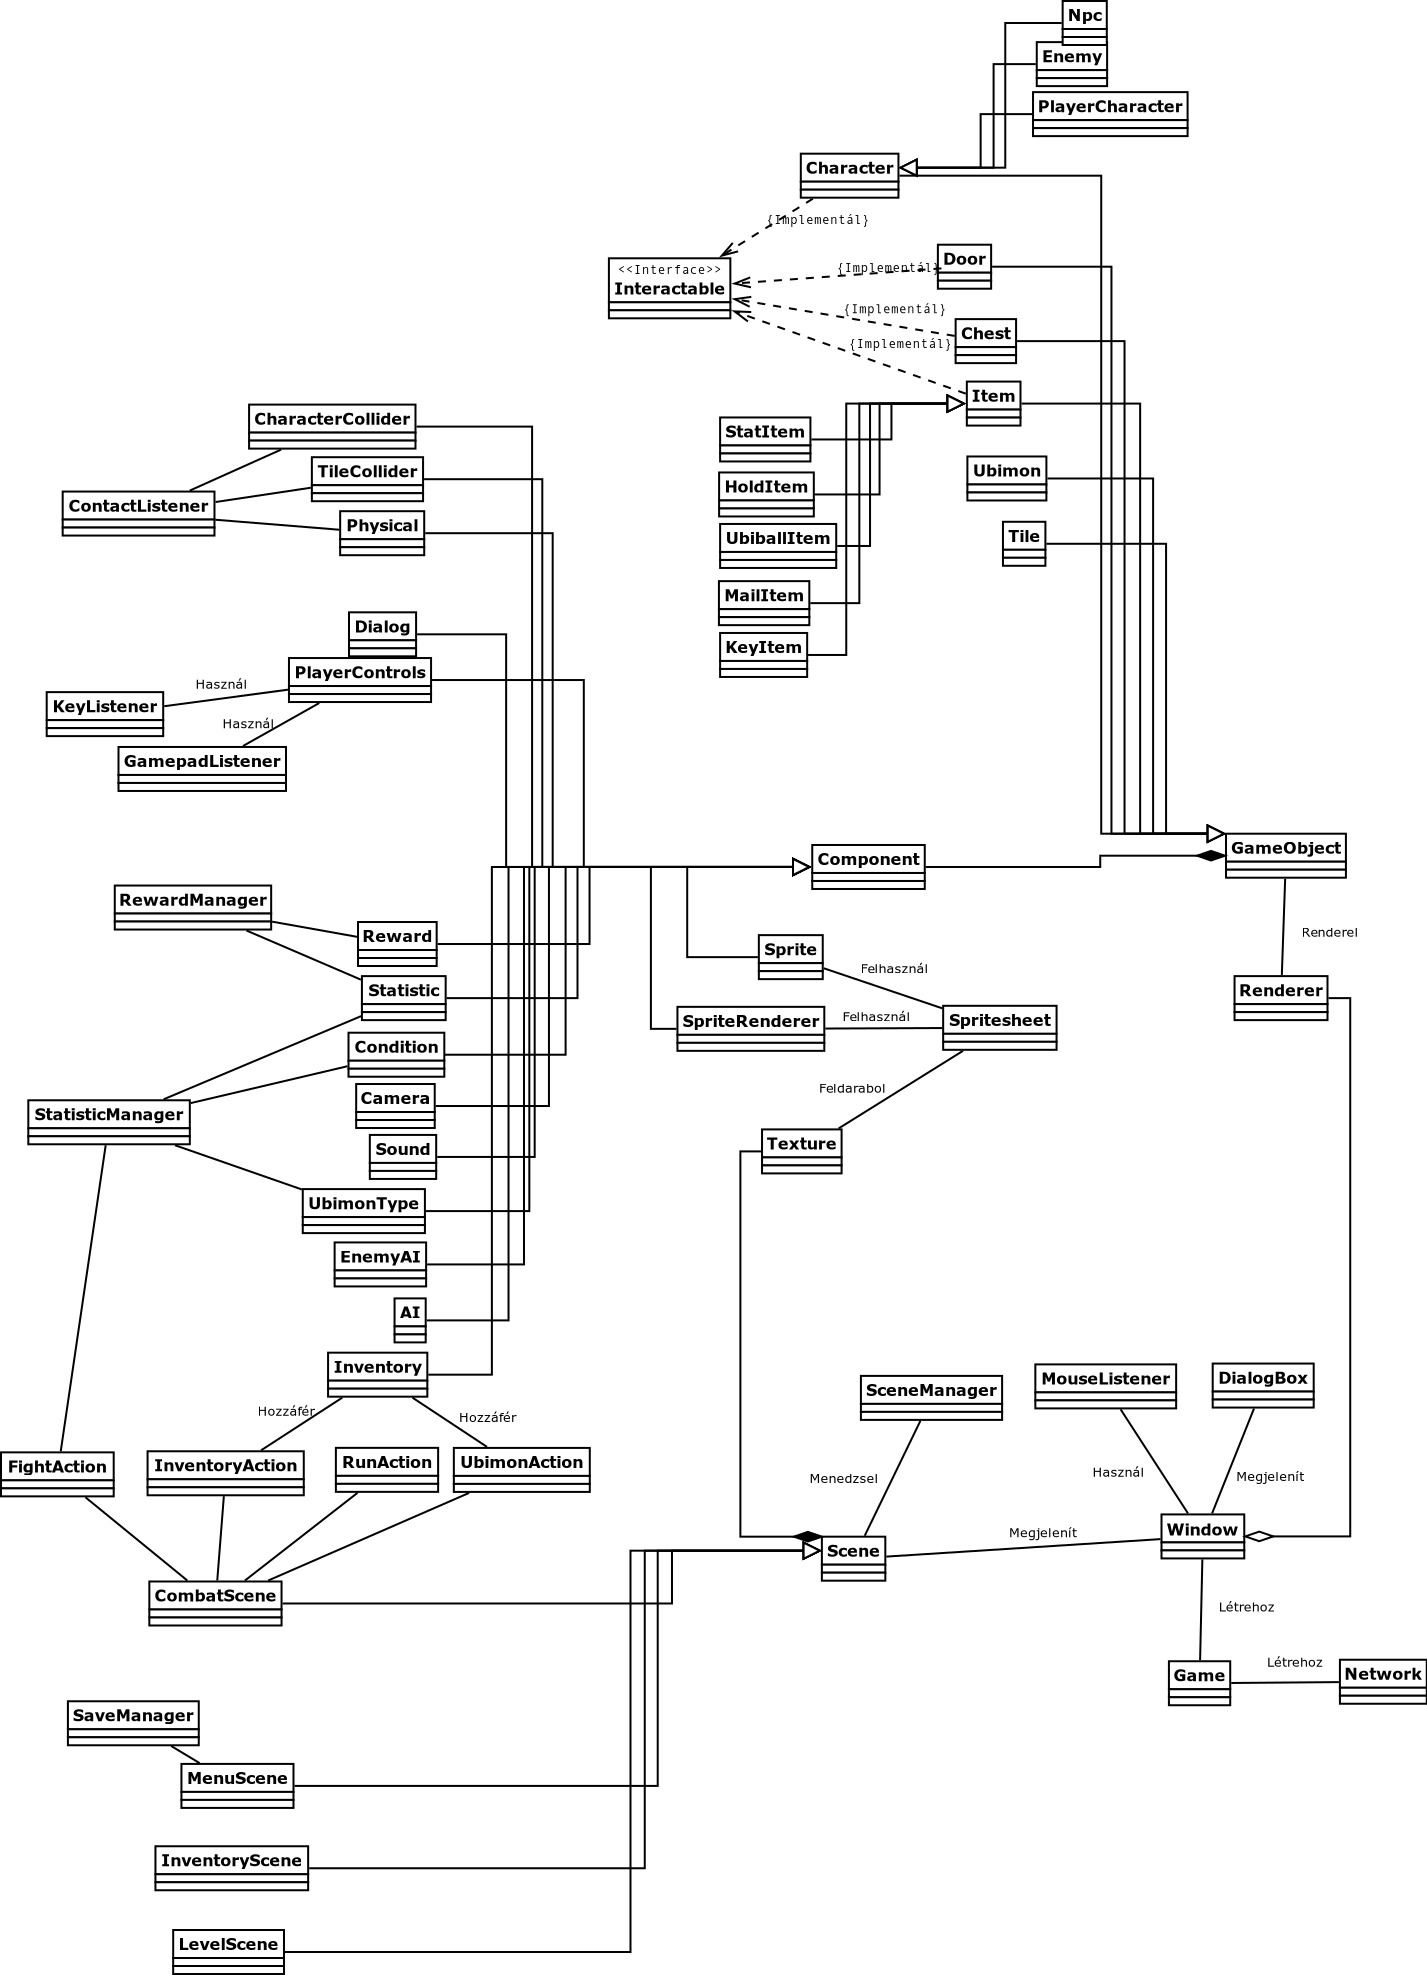 Npc
Enemy
PlayerCharacter
Character
{Implementál}
<<Interface>>
Interactable
{Implementál}
Door
{Implementál}
Chest
{Implementál}
Item
StatItem
HoldItem
UbiballItem
MailItem
KeyItem
Ubimon
Tile
CharacterCollider
TileCollider
ContactListener
Physical
Dialog
PlayerControls
Használ
KeyListener
Használ
GamepadListener
Component
GameObject
RewardManager
Reward
Statistic
Condition
Camera
StatisticManager
Sound
UbimonType
EnemyAI
AI
Inventory
Sprite
Felhasznál
SpriteRenderer
Felhasznál
Spritesheet
Feldarabol
Texture
Renderel
Renderer
Hozzáfér
Hozzáfér
FightAction
InventoryAction
RunAction
UbimonAction
CombatScene
SceneManager
MouseListener
DialogBox
Menedzsel
Használ
Megjelenít
Scene
Megjelenít
Window
Létrehoz
Game
Létrehoz
Network
SaveManager
MenuScene
InventoryScene
LevelScene